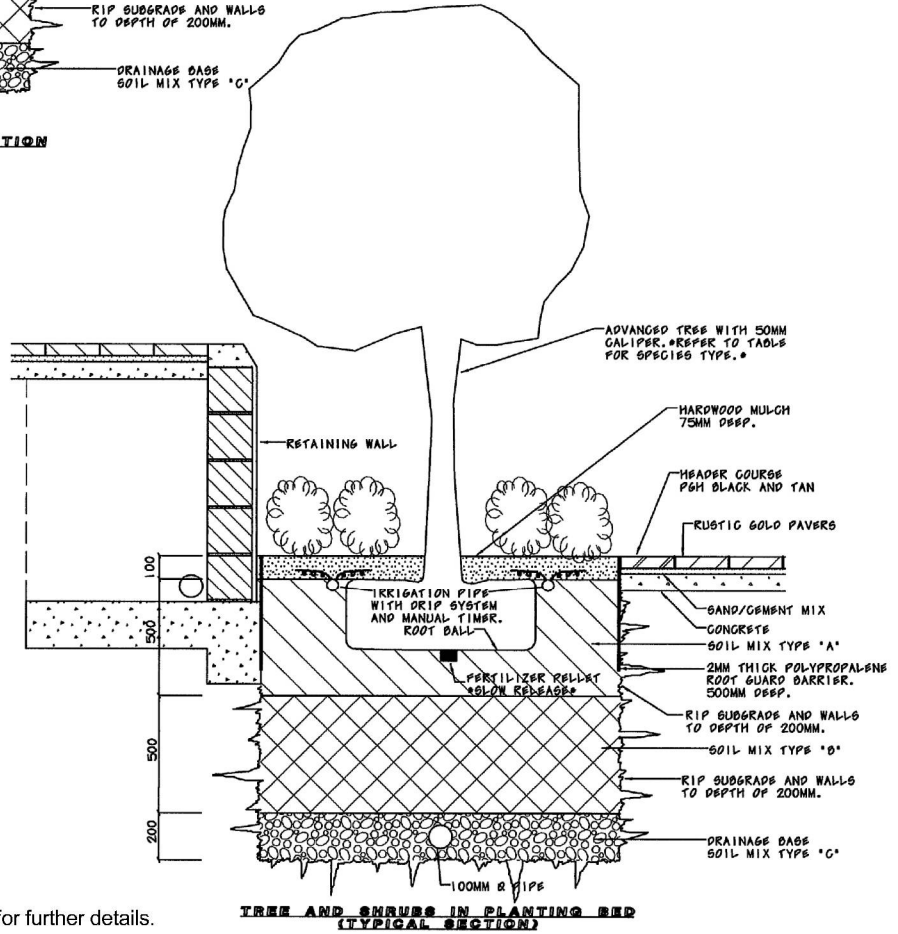 RIP SUBGRADE AND WALLS
TO DEPTH OF 200MM.
DRAINAGE BASE
SOIL MIX TYPE "C"
TION
ADVANCED TREE WITH 50MM
CALIPER.*REFER TO TABLE
FOR SPECIES TYPE.*
HARDWOOD MULCH
75MM DEEP.
RETAINING WALL
HEADER COURSE
PGH BLACK AND TAN
RUSTIC GOLD PAVERS
100
IRRIGATION PIPE
WITH DRIP SYSTEM
AND MANUAL TIMER.
ROOT BALL
SAND/CEMENT MIX
CONCRETE
500
SOIL MIX TYPE "A"
2MM THICK POLYPROPALENE
ROOT GUARD BARRIER.
500MM DEEP.
FERTILIZER PELLET
*SLOW RELEASE*
RIP SUBGRADE AND WALLS
TO DEPTH OF 200MM.
500
SOIL MIX TYPE "B"
RIP SUBGRADE AND WALLS
TO DEPTH OF 200MM.
200
DRAINAGE BASE
SOIL MIX TYPE "C"
100MM PIPE
TREE AND SHRUBS IN PLANTING BED
(TYPICAL SECTION)
for further details.